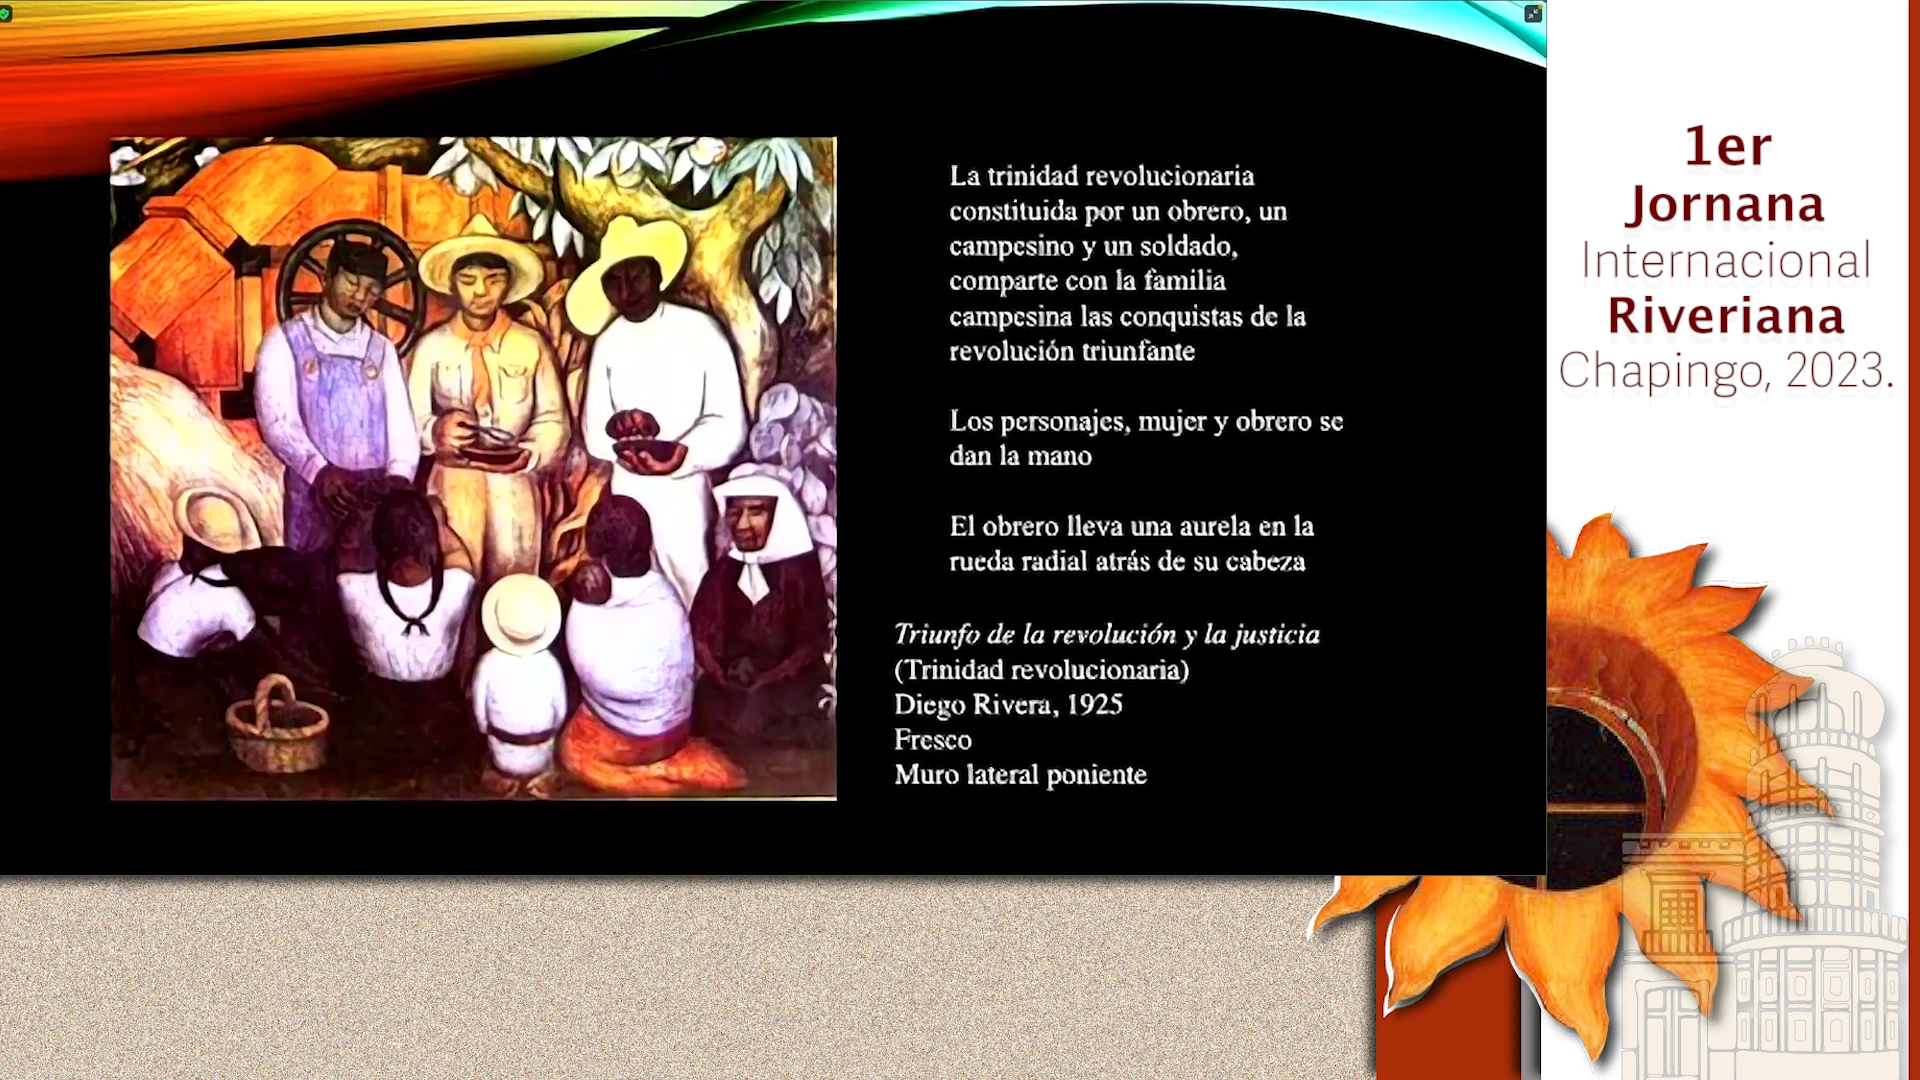 La trinidad revolucionaria
constituida por un obrero, un
campesino y un soldado,
comparte con la familia
campesina las conquistas de la
revolución triunfante
Los personajes, mujer y obrero se
dan la mano
El obrero lleva una aurela en la
rueda radial atrás de su cabeza
Triunfo de la revolución y la justicia
(Trinidad revolucionaria)
Diego Rivera, 1925
Fresco
Muro lateral poniente
1er
Jornana
Internacional
Riveriana
Chapingo, 2023.